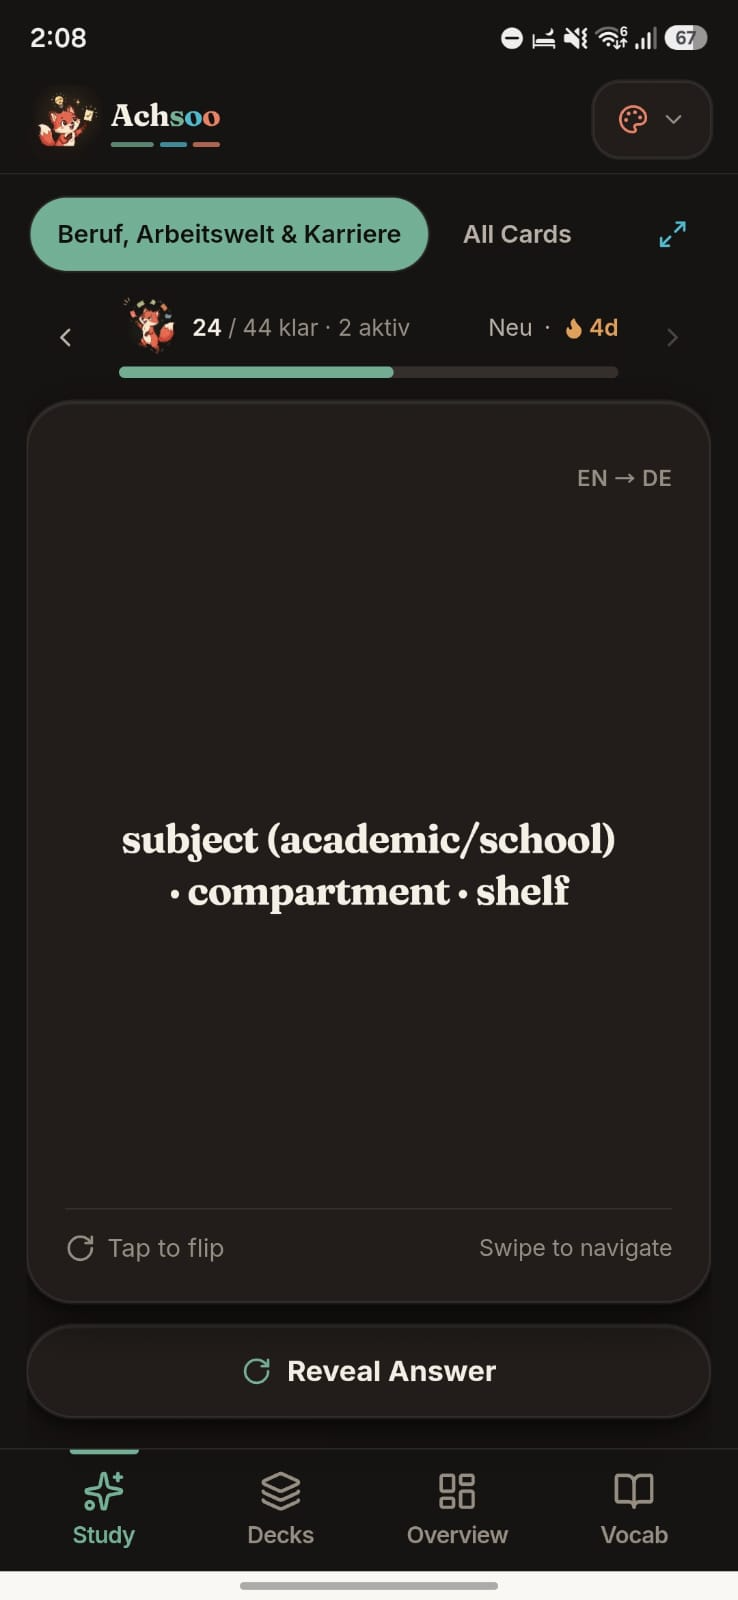 2:08
6
67
Achsoo
Beruf, Arbeitswelt & Karriere All Cards
24 / 44 klar · 2 aktiv Neu · 4d
EN → DE
subject (academic/school)
· compartment · shelf
Tap to flip Swipe to navigate
Reveal Answer
Study Decks Overview Vocab